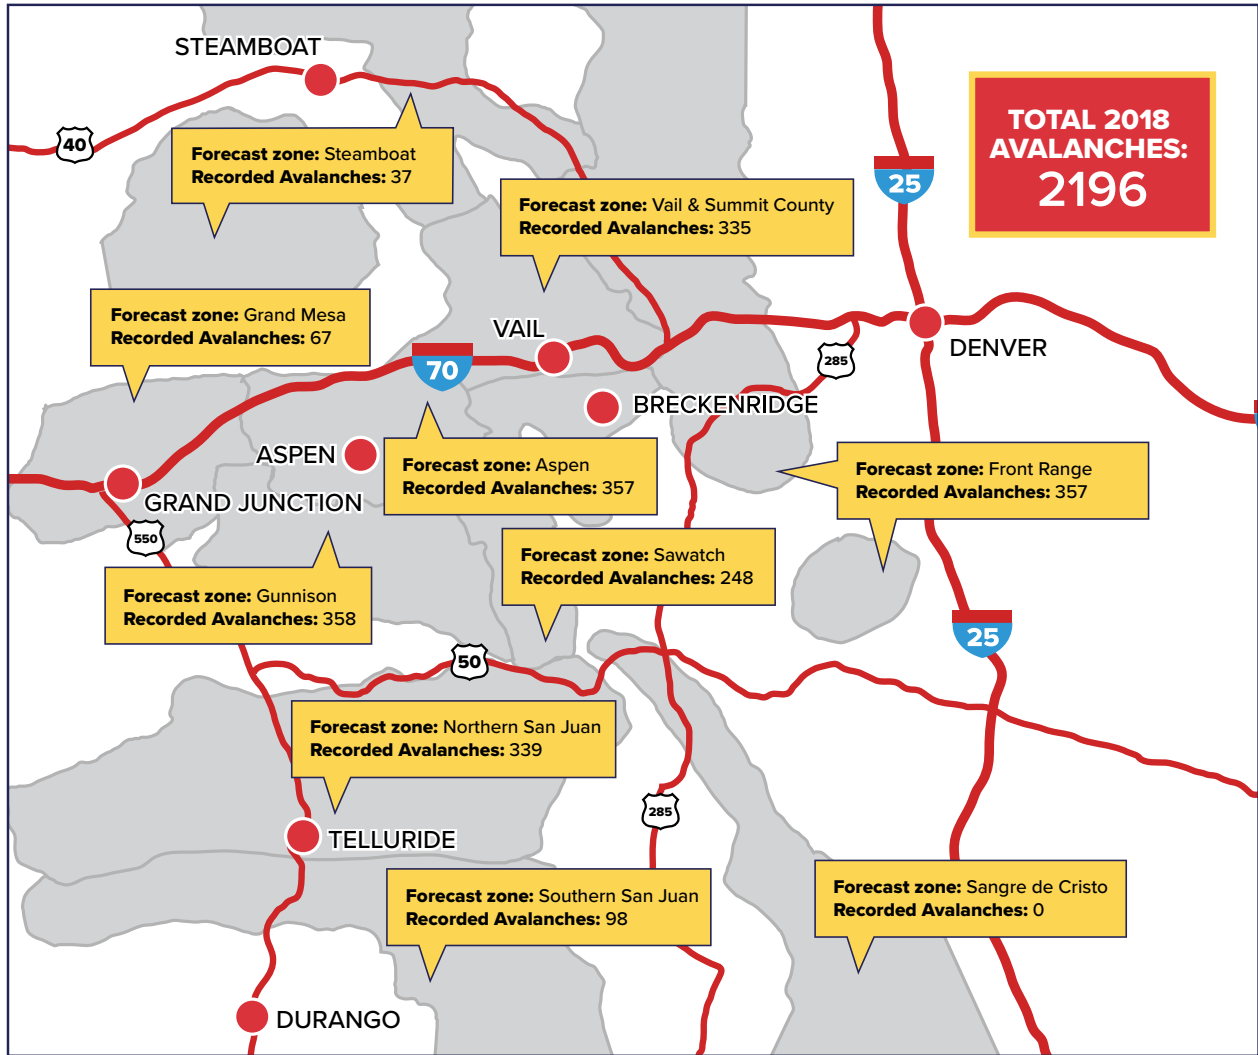 STEAMBOAT
40
Forecast zone: Steamboat
Recorded Avalanches: 37
TOTAL 2018
AVALANCHES:
2196
25
Forecast zone: Vail & Summit County
Recorded Avalanches: 335
Forecast zone: Grand Mesa
Recorded Avalanches: 67
VAIL
70
285
DENVER
BRECKENRIDGE
ASPEN
Forecast zone: Aspen
Recorded Avalanches: 357
Forecast zone: Front Range
Recorded Avalanches: 357
GRAND JUNCTION
550
Forecast zone: Sawatch
Recorded Avalanches: 248
Forecast zone: Gunnison
Recorded Avalanches: 358
25
50
Forecast zone: Northern San Juan
Recorded Avalanches: 339
285
TELLURIDE
Forecast zone: Southern San Juan
Recorded Avalanches: 98
Forecast zone: Sangre de Cristo
Recorded Avalanches: 0
DURANGO